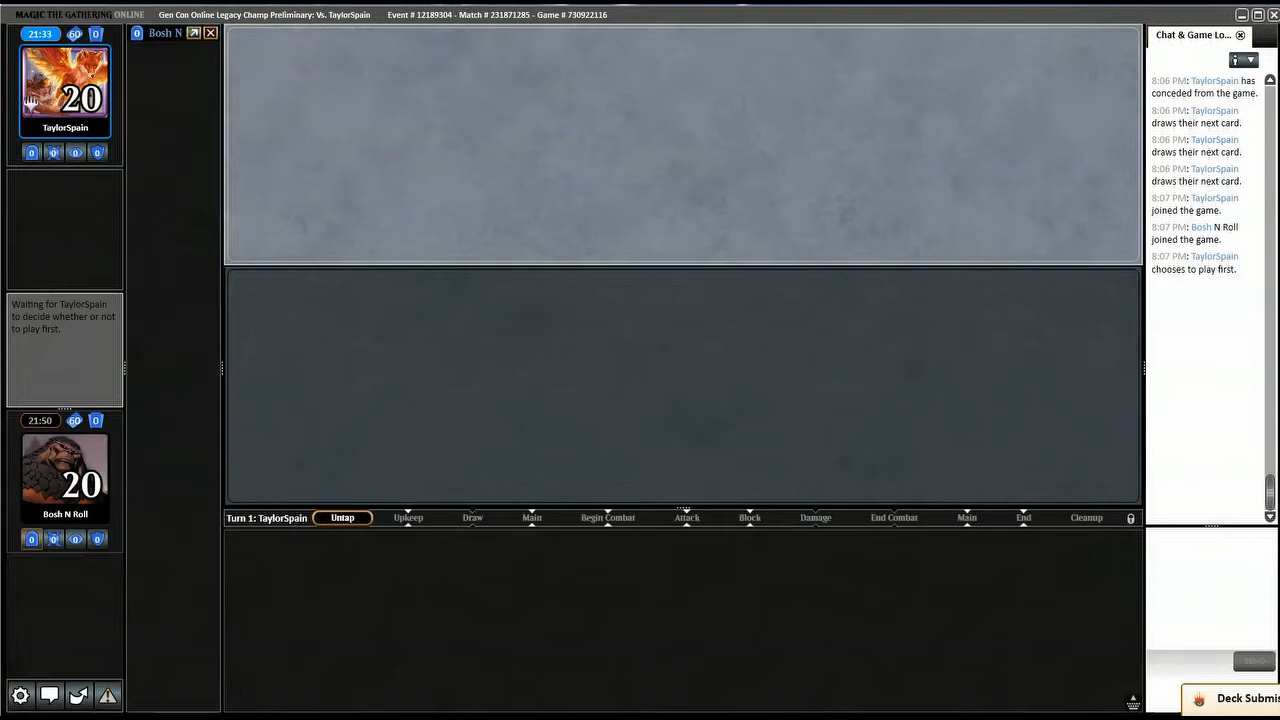 MAGIC THE GATHERING ONLINE Gen Con Online Legacy Champ Preliminary: Vs. TaylorSpain Event # 12189304 - Match # 231871285 - Game # 730922116
21:33 60 0
20
TaylorSpain
0 0 0 0
Waiting for TaylorSpain
to decide whether or not
to play first.
21:50 60 0
20
Bosh N Roll
0 0 0 0
0 Bosh N
Turn 1: TaylorSpain Untap Upkeep Draw Main Begin Combat Attack Block Damage End Combat Main End Cleanup
Chat & Game Lo...
8:06 PM: TaylorSpain has
conceded from the game.
8:06 PM: TaylorSpain
draws their next card.
8:06 PM: TaylorSpain
draws their next card.
8:06 PM: TaylorSpain
draws their next card.
8:07 PM: TaylorSpain
joined the game.
8:07 PM: Bosh N Roll
joined the game.
8:07 PM: TaylorSpain
chooses to play first.
SEND
Deck Submis